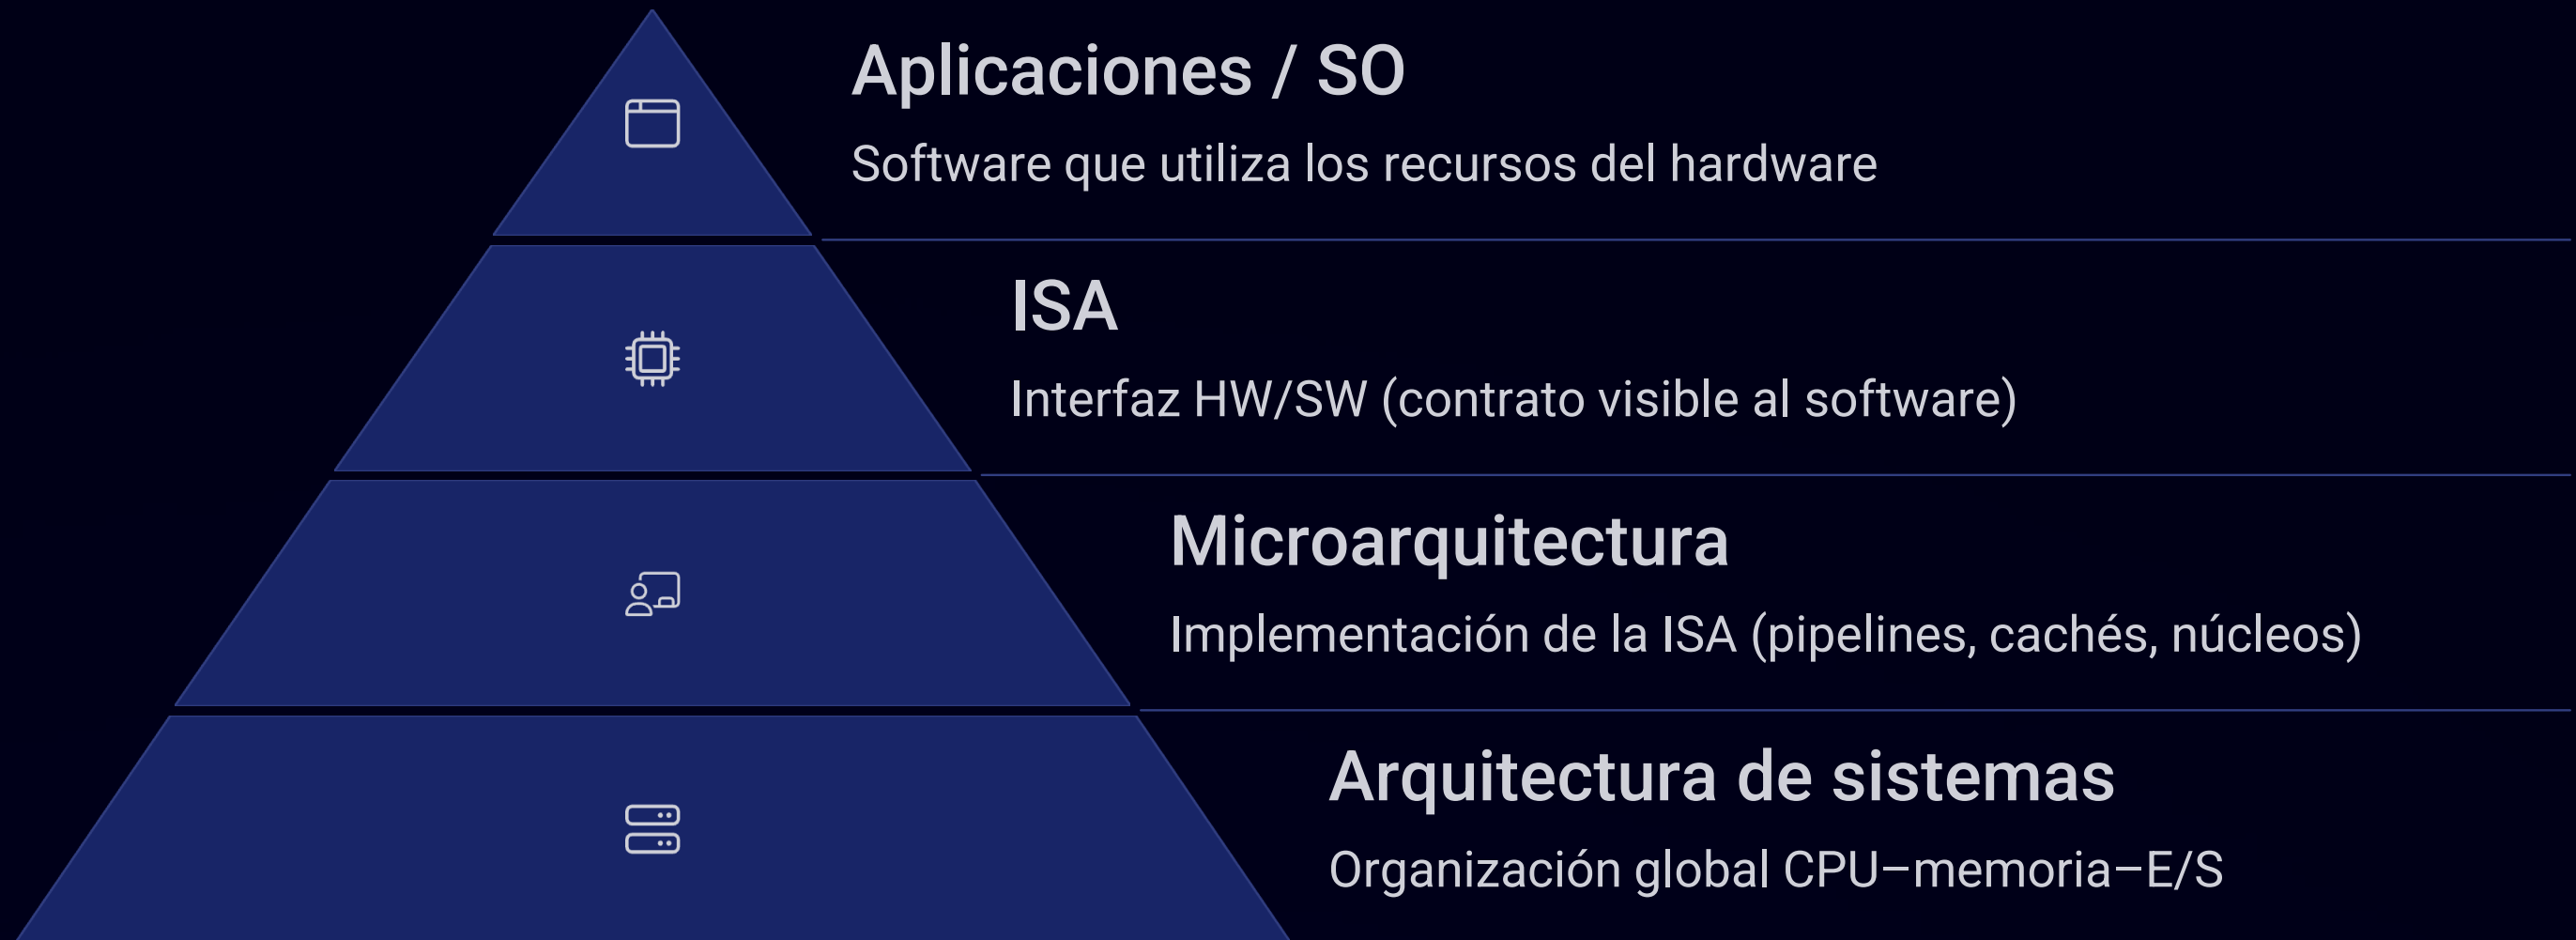 Aplicaciones / SO
Software que utiliza los recursos del hardware
ISA
Interfaz HW/SW (contrato visible al software)
Microarquitectura
Implementación de la ISA (pipelines, cachés, núcleos)
Arquitectura de sistemas
Organización global CPU–memoria–E/S